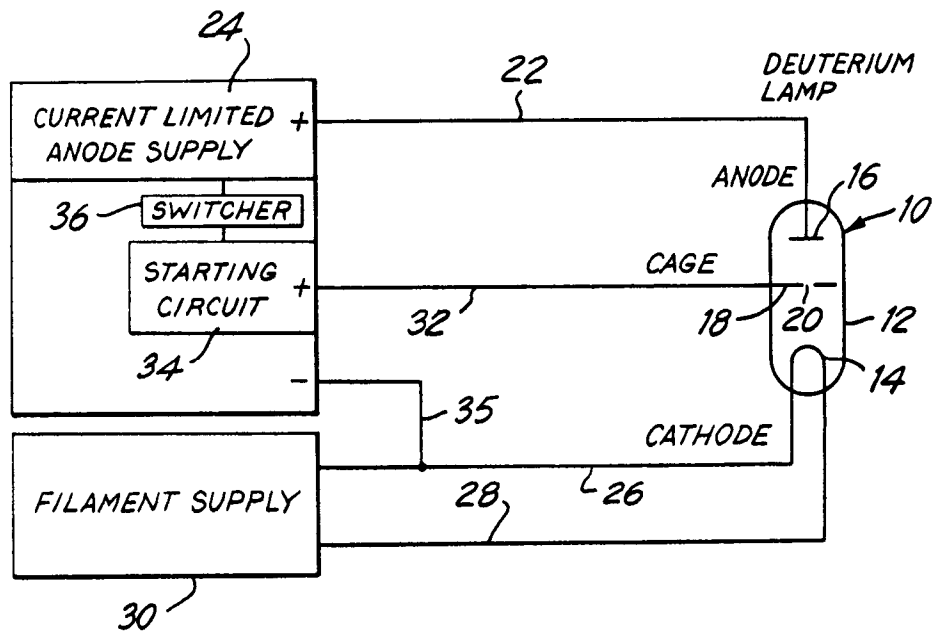 24
22
DEUTERIUM
LAMP
CURRENT LIMITED
ANODE SUPPLY
+
ANODE
16
10
36
SWITCHER
STARTING
CIRCUIT
+
CAGE
32
18
20
12
34
14
−
35
CATHODE
26
FILAMENT SUPPLY
28
30